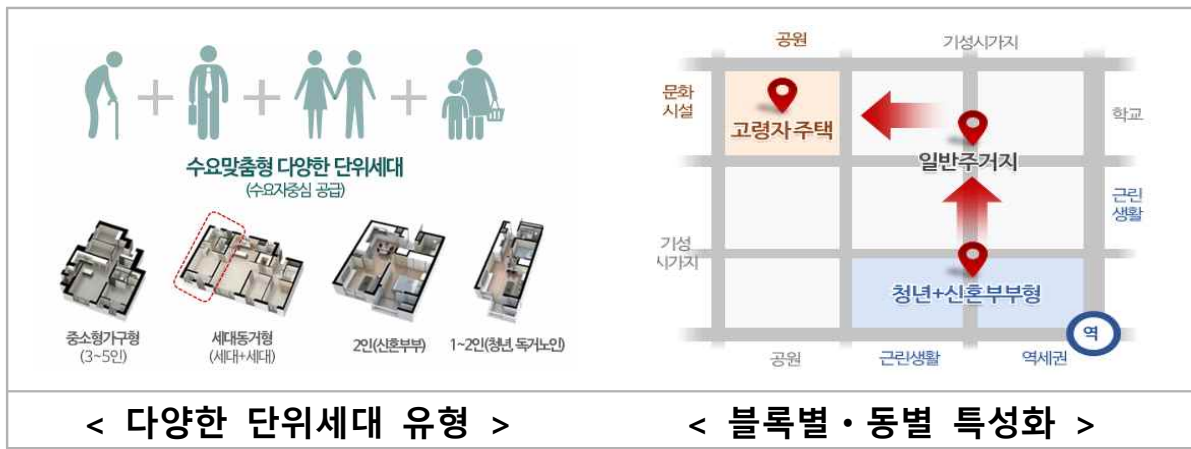 수요맞춤형 다양한 단위세대
(수요자중심 공급)
중소형가구형
(3~5인)
세대동거형
(세대+세대)
2인(신혼부부)
1~2인(청년, 독거노인)
< 다양한 단위세대 유형 >
공원
기성시가지
문화
시설
고령자 주택
일반주거지
학교
근린
생활
기성
시가지
청년+신혼부부형
역
공원
근린생활
역세권
< 블록별・동별 특성화 >